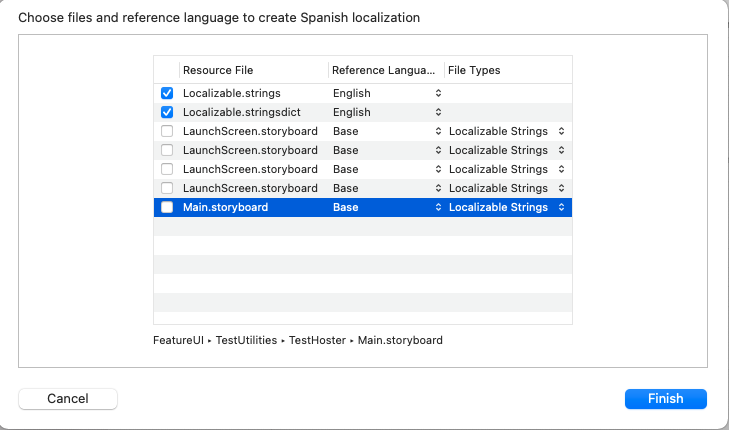 Choose files and reference language to create Spanish localization
Resource File Reference Langua... File Types
Localizable.strings English
Localizable.stringsdict English
LaunchScreen.storyboard Base Localizable Strings
LaunchScreen.storyboard Base Localizable Strings
LaunchScreen.storyboard Base Localizable Strings
LaunchScreen.storyboard Base Localizable Strings
Main.storyboard Base Localizable Strings
FeatureUI ▸ TestUtilities ▸ TestHoster ▸ Main.storyboard
Cancel Finish